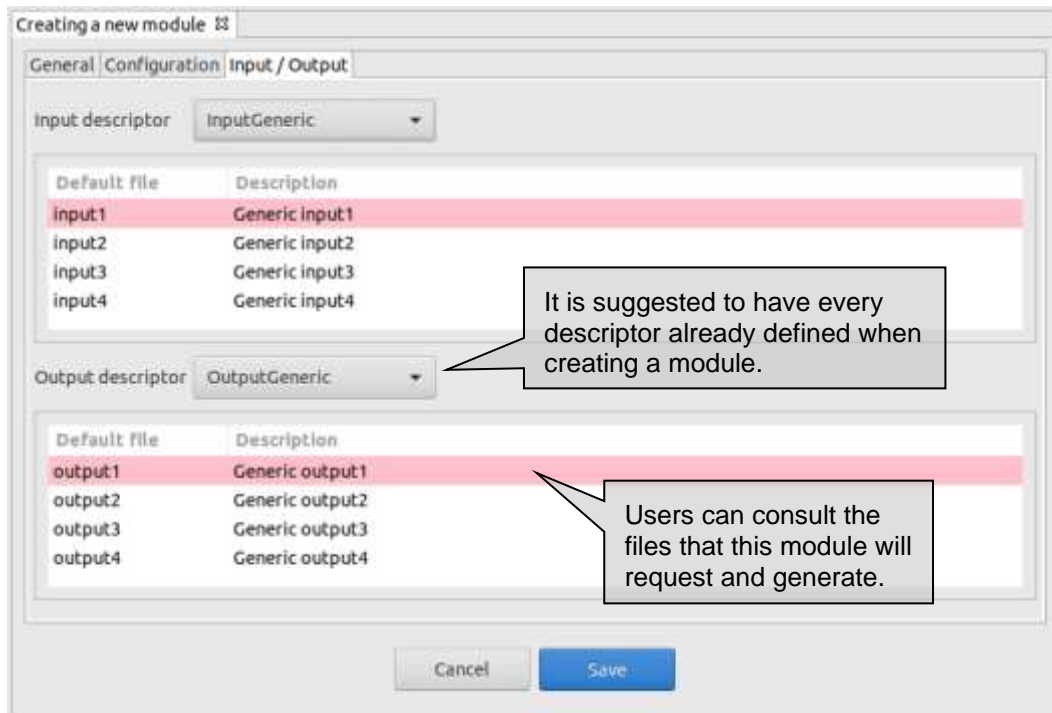 Creating a new module
General Configuration Input / Output
Input descriptor InputGeneric
Default file Description
input1 Generic input1
input2 Generic input2
input3 Generic input3
input4 Generic input4
It is suggested to have every
descriptor already defined when
creating a module.
Output descriptor OutputGeneric
Default file Description
output1 Generic output1
output2 Generic output2
output3 Generic output3
output4 Generic output4
Users can consult the
files that this module will
request and generate.
Cancel Save